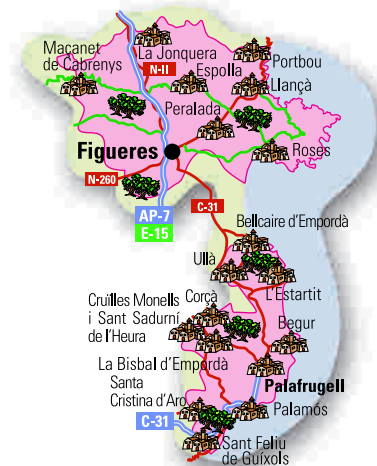 La Jonquera
Maçanet
de Cabrenys
N-II
Espolla
Portbou
Llançà
Peralada
Figueres
Roses
N-260
AP-7
E-15
C-31
Bellcaire d'Empordà
Ullà
L'Estartit
Cruïlles Monells
i Sant Sadurní
de l'Heura
Corçà
Begur
La Bisbal d'Empordà
Santa
Cristina d'Aro
Palafrugell
Palamós
C-31
Sant Feliu
de Guíxols